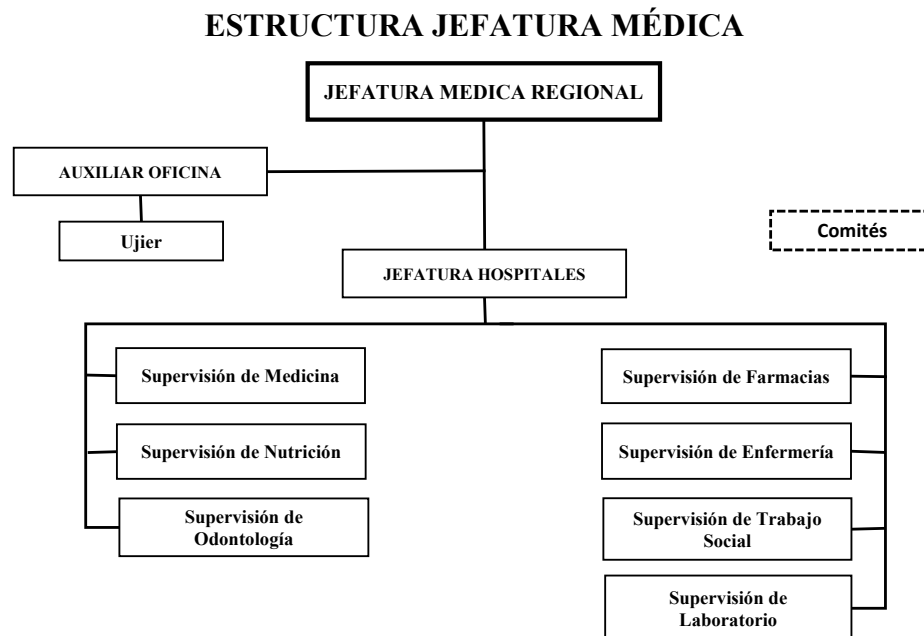 ESTRUCTURA JEFATURA MÉDICA
JEFATURA MEDICA REGIONAL
AUXILIAR OFICINA
Ujier
Comités
JEFATURA HOSPITALES
Supervisión de Medicina
Supervisión de Farmacias
Supervisión de Nutrición
Supervisión de Enfermería
Supervisión de
Odontología
Supervisión de Trabajo
Social
Supervisión de
Laboratorio